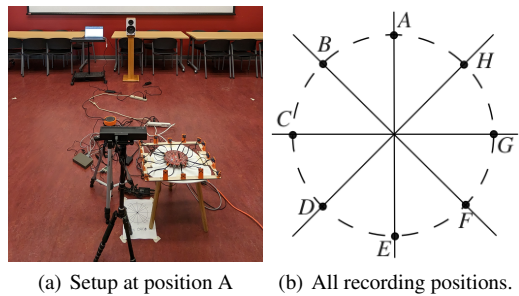 A
B
H
C
G
D
F
E
(a) Setup at position A
(b) All recording positions.